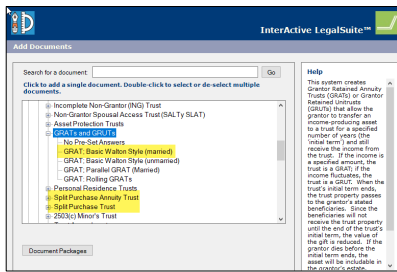 InterActive LegalSuite™
Add Documents
Search for a document:
Go
Click to add a single document. Double-click to select or de-select multiple
documents.
Incomplete Non-Grantor (ING) Trust
Non-Grantor Spousal Access Trust (SALTy SLAT)
Asset Protection Trusts
GRATs and GRUTs
No Pre-Set Answers
GRAT; Basic Walton Style (married)
GRAT; Basic Walton Style (unmarried)
GRAT; Parallel GRAT (Married)
GRAT; Rolling GRATs
Personal Residence Trusts
Split Purchase Annuity Trust
Split Purchase Trust
2503(c) Minor's Trust
Document Packages
Help
This system creates
Grantor Retained Annuity
Trusts (GRATs) or Grantor
Retained Unitrusts
(GRUTs) that allow the
grantor to transfer an
income-producing asset
to a trust for a specified
number of years (the
'initial term') and still
receive the income from
the trust. If the income is
a specified amount, the
trust is a GRAT; if the
income fluctuates, the
trust is a GRUT. When the
trust's initial term ends,
the trust property passes
to the grantor's stated
beneficiaries. Since the
beneficiaries will not
receive the trust property
until the end of the trust's
initial term, the value of
the gift is reduced. If the
grantor dies before the
initial term ends, the
asset will be includable in
the grantor's estate.